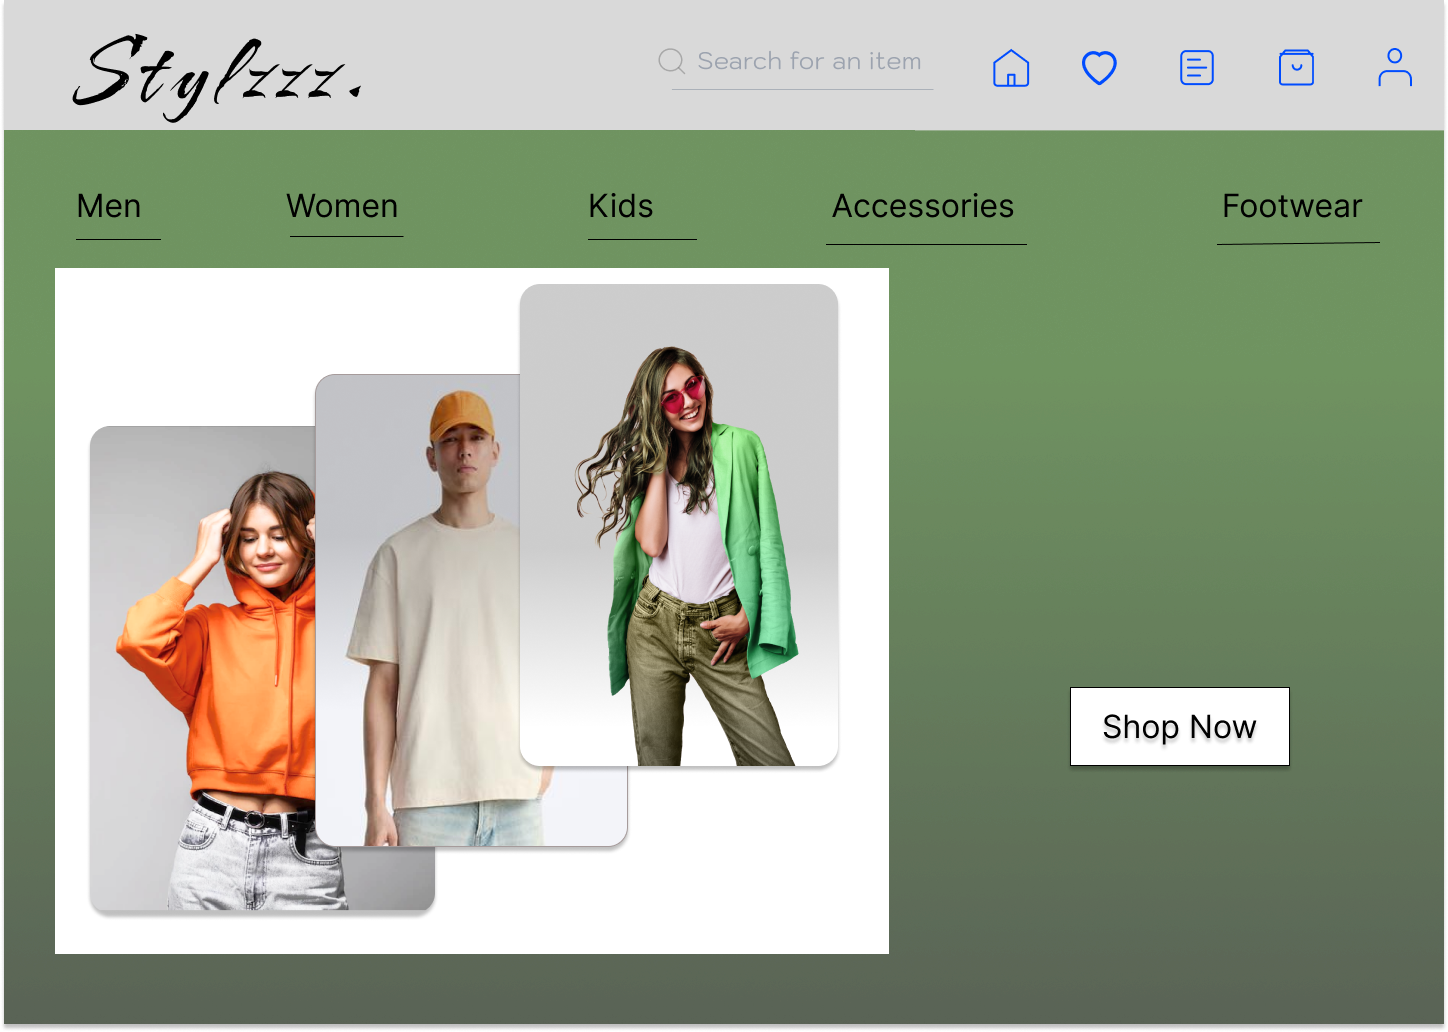 Stylzzz.
Search for an item
Men Women Kids Accessories Footwear
Shop Now